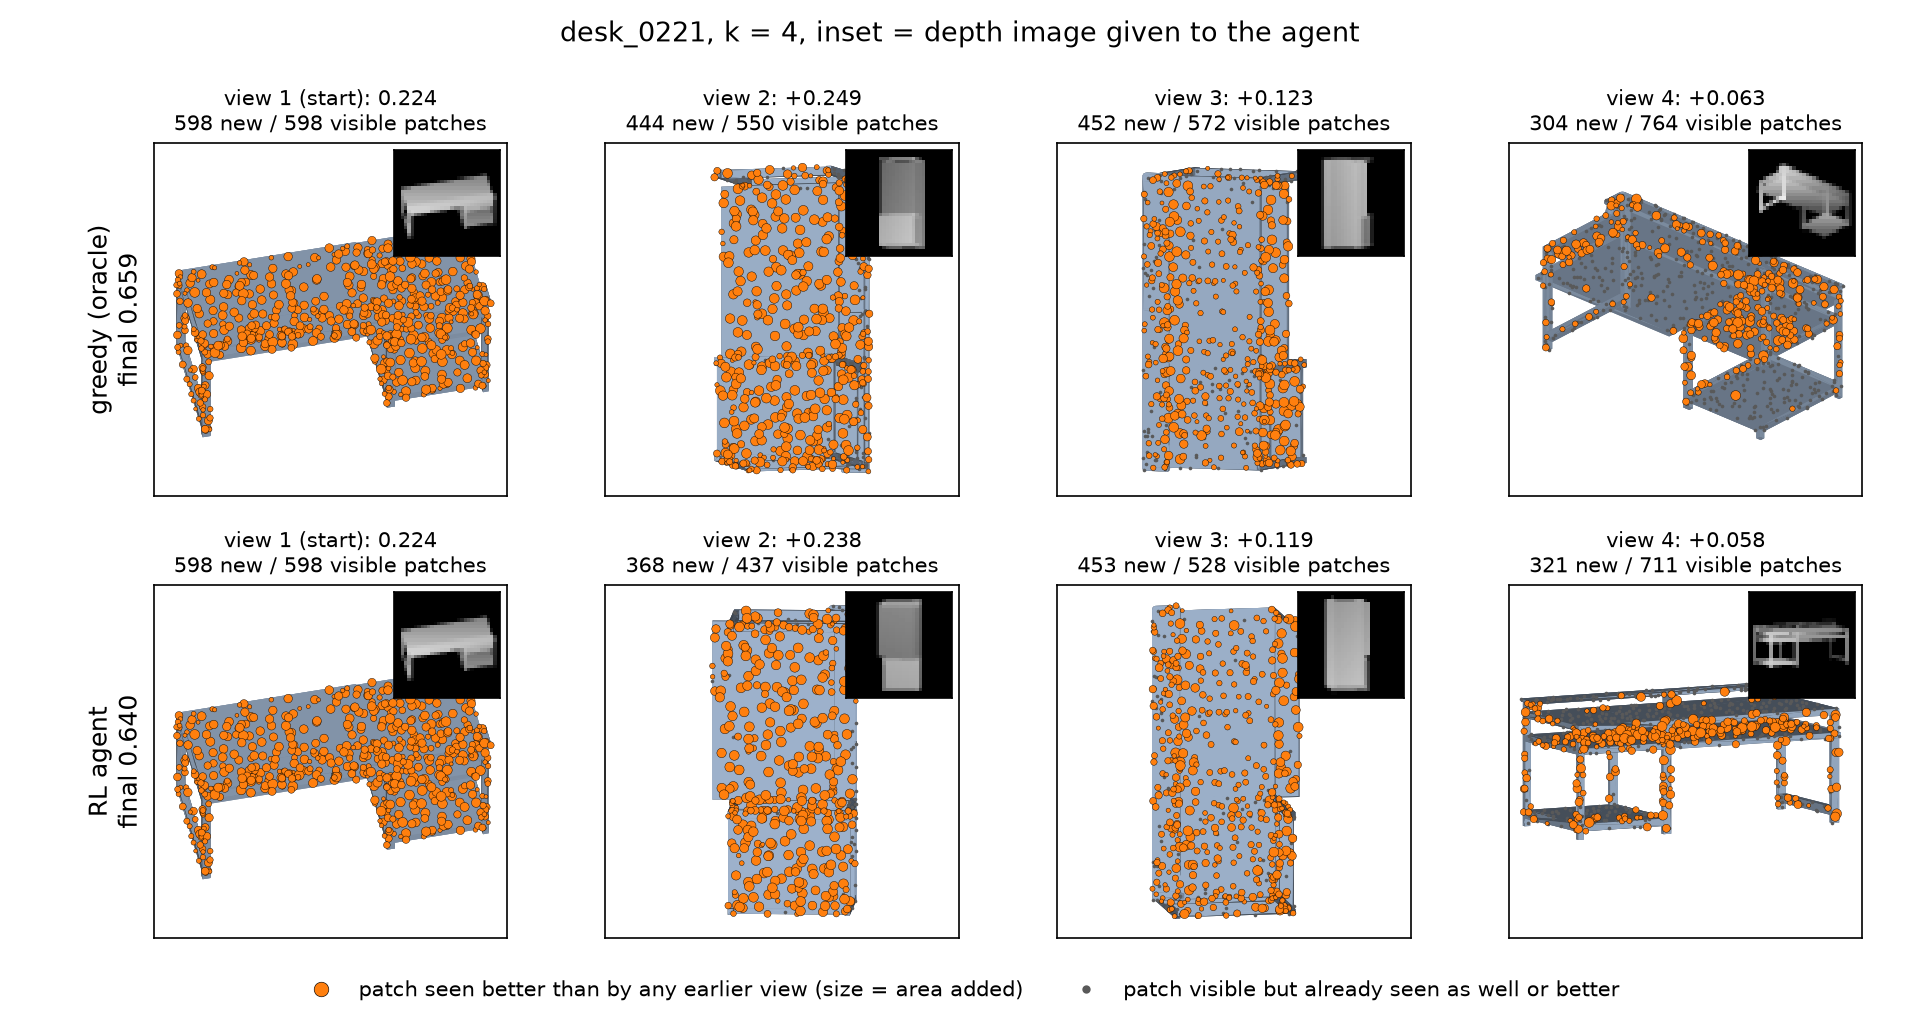 desk_0221, k = 4, inset = depth image given to the agent
view 1 (start): 0.224
598 new / 598 visible patches
view 2: +0.249
444 new / 550 visible patches
view 3: +0.123
452 new / 572 visible patches
view 4: +0.063
304 new / 764 visible patches
greedy (oracle)
final 0.659
view 1 (start): 0.224
598 new / 598 visible patches
view 2: +0.238
368 new / 437 visible patches
view 3: +0.119
453 new / 528 visible patches
view 4: +0.058
321 new / 711 visible patches
RL agent
final 0.640
patch seen better than by any earlier view (size = area added)
patch visible but already seen as well or better